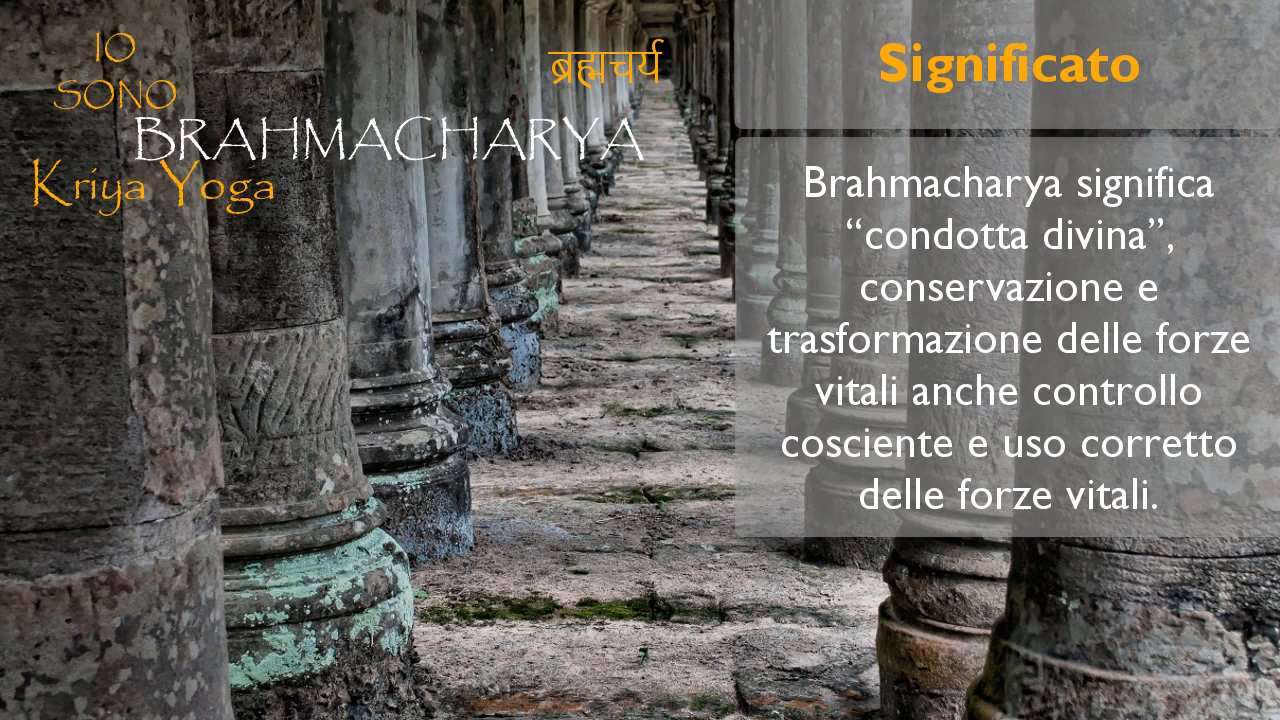 IO
SONO
BRAHMACHARYA
Kriya Yoga
ब्रह्मचर्य
Significato
Brahmacharya significa
“condotta divina”,
conservazione e
trasformazione delle forze
vitali anche controllo
cosciente e uso corretto
delle forze vitali.